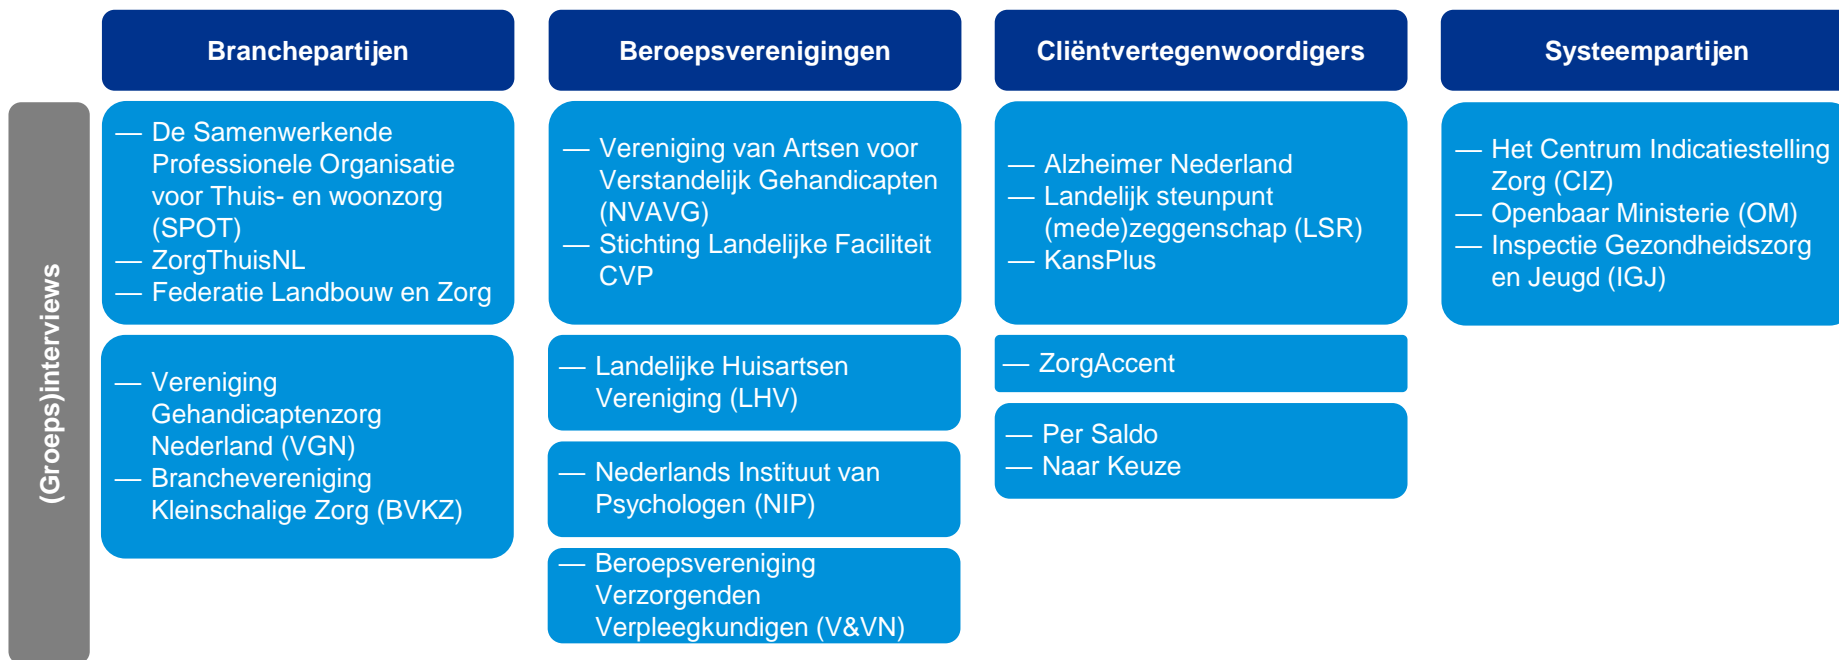 Branchepartijen
Beroepsverenigingen
Cliëntvertegenwoordigers
Systeempartijen
(Groeps)interviews
— De Samenwerkende
Professionele Organisatie
voor Thuis- en woonzorg
(SPOT)
— ZorgThuisNL
— Federatie Landbouw en Zorg
— Vereniging
Gehandicaptenzorg
Nederland (VGN)
— Branchevereniging
Kleinschalige Zorg (BVKZ)
— Vereniging van Artsen voor
Verstandelijk Gehandicapten
(NVAVG)
— Stichting Landelijke Faciliteit
CVP
— Landelijke Huisartsen
Vereniging (LHV)
— Nederlands Instituut van
Psychologen (NIP)
— Beroepsvereniging
Verzorgenden
Verpleegkundigen (V&VN)
— Alzheimer Nederland
— Landelijk steunpunt
(mede)zeggenschap (LSR)
— KansPlus
— ZorgAccent
— Per Saldo
— Naar Keuze
— Het Centrum Indicatiestelling
Zorg (CIZ)
— Openbaar Ministerie (OM)
— Inspectie Gezondheidszorg
en Jeugd (IGJ)